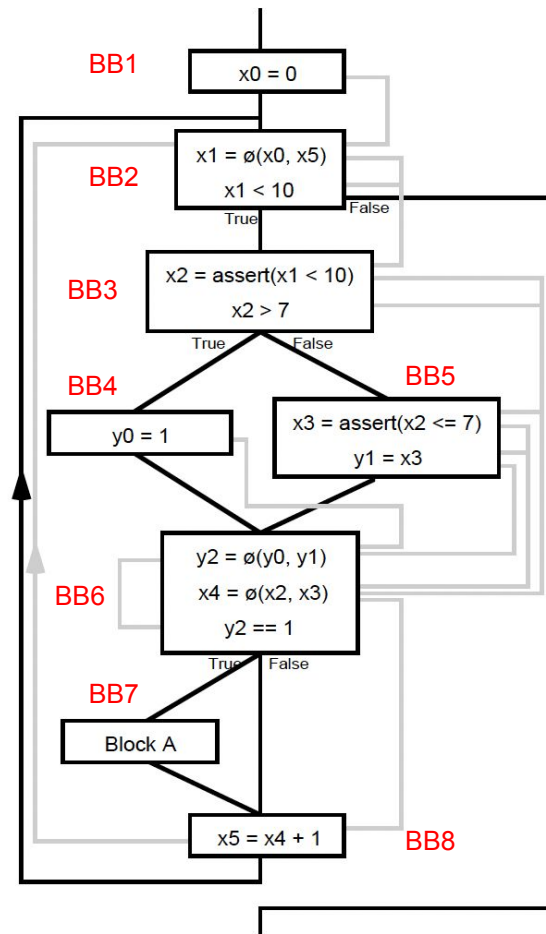 BB1
x0 = 0
BB2
x1 = ø(x0, x5)
x1 < 10
True
False
BB3
x2 = assert(x1 < 10)
x2 > 7
True
False
BB4
y0 = 1
BB5
x3 = assert(x2 <= 7)
y1 = x3
BB6
y2 = ø(y0, y1)
x4 = ø(x2, x3)
y2 == 1
True
False
BB7
Block A
x5 = x4 + 1
BB8